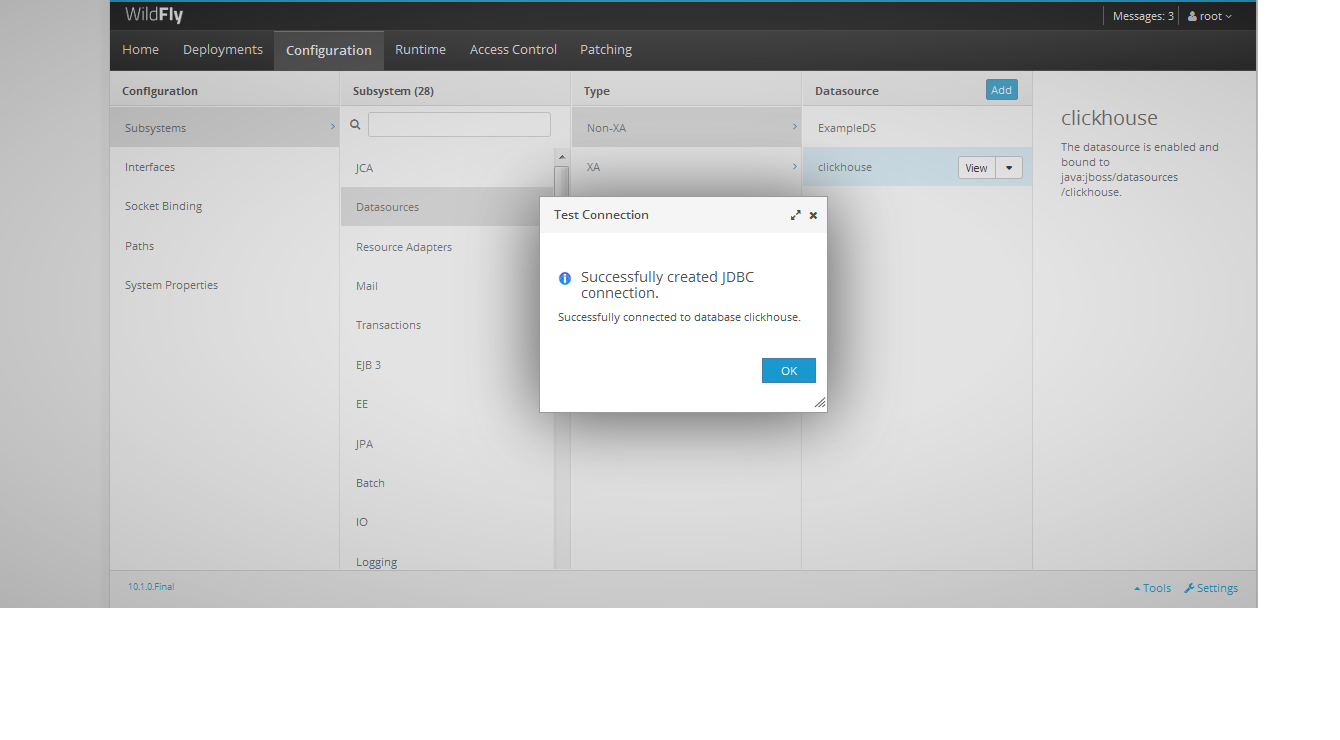 WildFly
Messages: 3
root
Home Deployments Configuration Runtime Access Control Patching
Configuration
Subsystems
Interfaces
Socket Binding
Paths
System Properties
Subsystem (28)
JCA
Datasources
Resource Adapters
Mail
Transactions
EJB 3
EE
JPA
Batch
IO
Logging
Type
Non-XA
XA
Datasource
Add
ExampleDS
clickhouse
View
clickhouse
The datasource is enabled and
bound to
java:jboss/datasources
/clickhouse.
Test Connection
Successfully created JDBC
connection.
Successfully connected to database clickhouse.
OK
10.1.0.Final
Tools
Settings